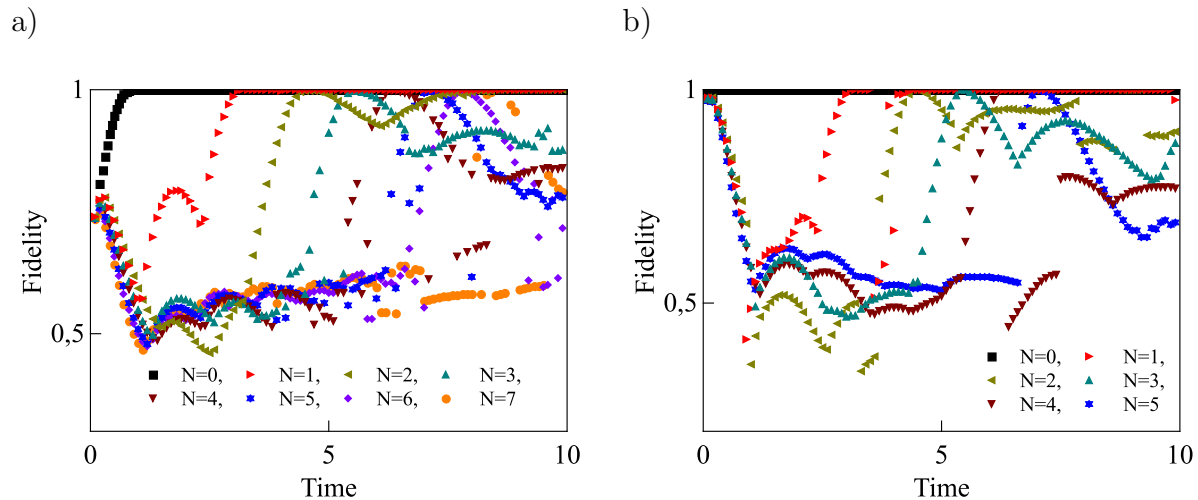 a)
1
0,5
Fidelity
N=0, N=1, N=2, N=3,
N=4, N=5, N=6, N=7
0 5 10
Time
b)
1
0,5
Fidelity
N=0, N=1,
N=2, N=3,
N=4, N=5
0 5 10
Time